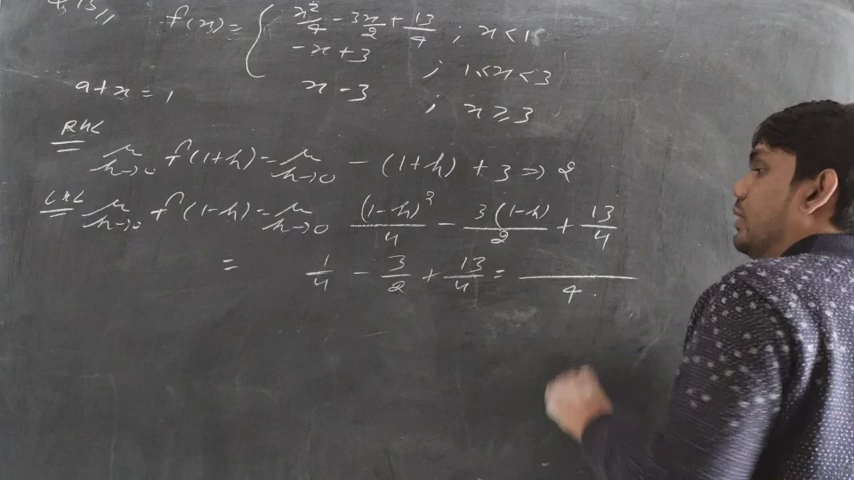 f(x) = { x²/4 - 3x/2 + 13/4 ; x < 1
-x + 3 ; 1 < x < 3
x - 3 ; x ≥ 3
at x = 1
RHL
lim h→0 f(1+h) = lim h→0 - (1+h) + 3 ⇒ 2
LHL lim h→0 f(1-h) = lim h→0 (1-h)²/4 - 3(1-h)/2 + 13/4
= 1/4 - 3/2 + 13/4 = /4